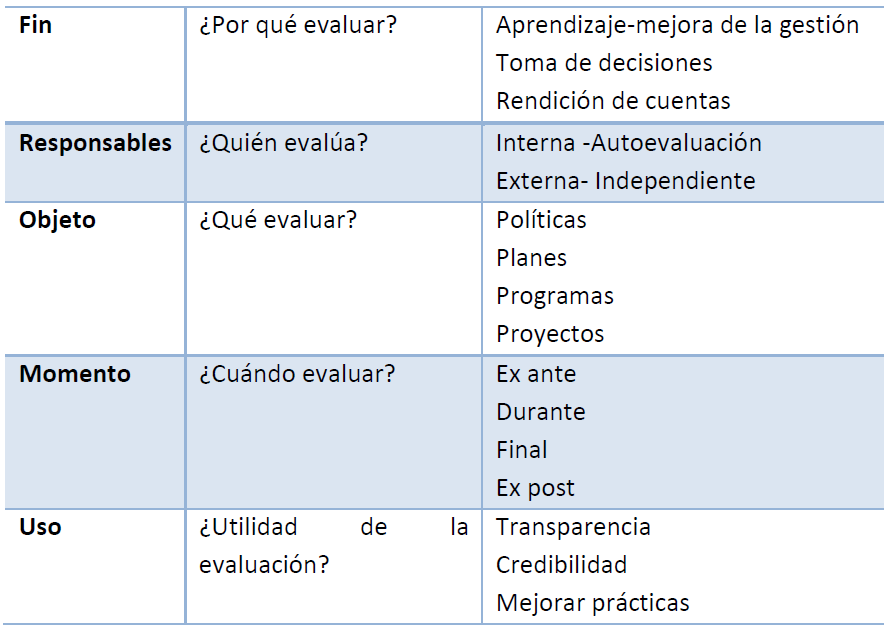 Fin ¿Por qué evaluar? Aprendizaje-mejora de la gestión
Toma de decisiones
Rendición de cuentas
Responsables ¿Quién evalúa? Interna -Autoevaluación
Externa- Independiente
Objeto ¿Qué evaluar? Políticas
Planes
Programas
Proyectos
Momento ¿Cuándo evaluar? Ex ante
Durante
Final
Ex post
Uso ¿Utilidad de la Transparencia
evaluación? Credibilidad
Mejorar prácticas